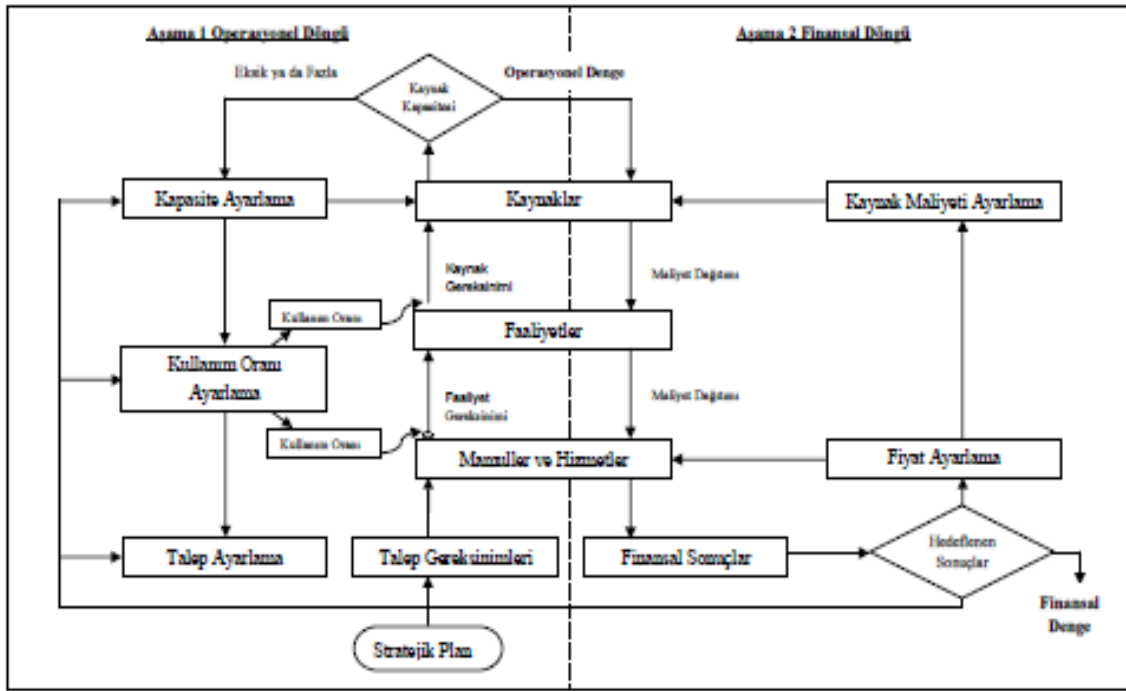 Aşama 1 Operasyonel Döngü
Aşama 2 Finansal Döngü
Eksik ya da Fazla
Kaynak
Kapasitesi
Operasyonel Denge
Kapasite Ayarlama
Kaynaklar
Kaynak Maliyeti Ayarlama
Kaynak
Gereksinimi
Maliyet Dağıtımı
Kullanım Oranı
Faaliyetler
Kullanım Oranı
Ayarlama
Faaliyet
Gereksinimi
Maliyet Dağıtımı
Kullanım Oranı
Mamuller ve Hizmetler
Fiyat Ayarlama
Talep Ayarlama
Talep Gereksinimleri
Finansal Sonuçlar
Hedeflenen
Sonuçlar
Finansal
Denge
Stratejik Plan